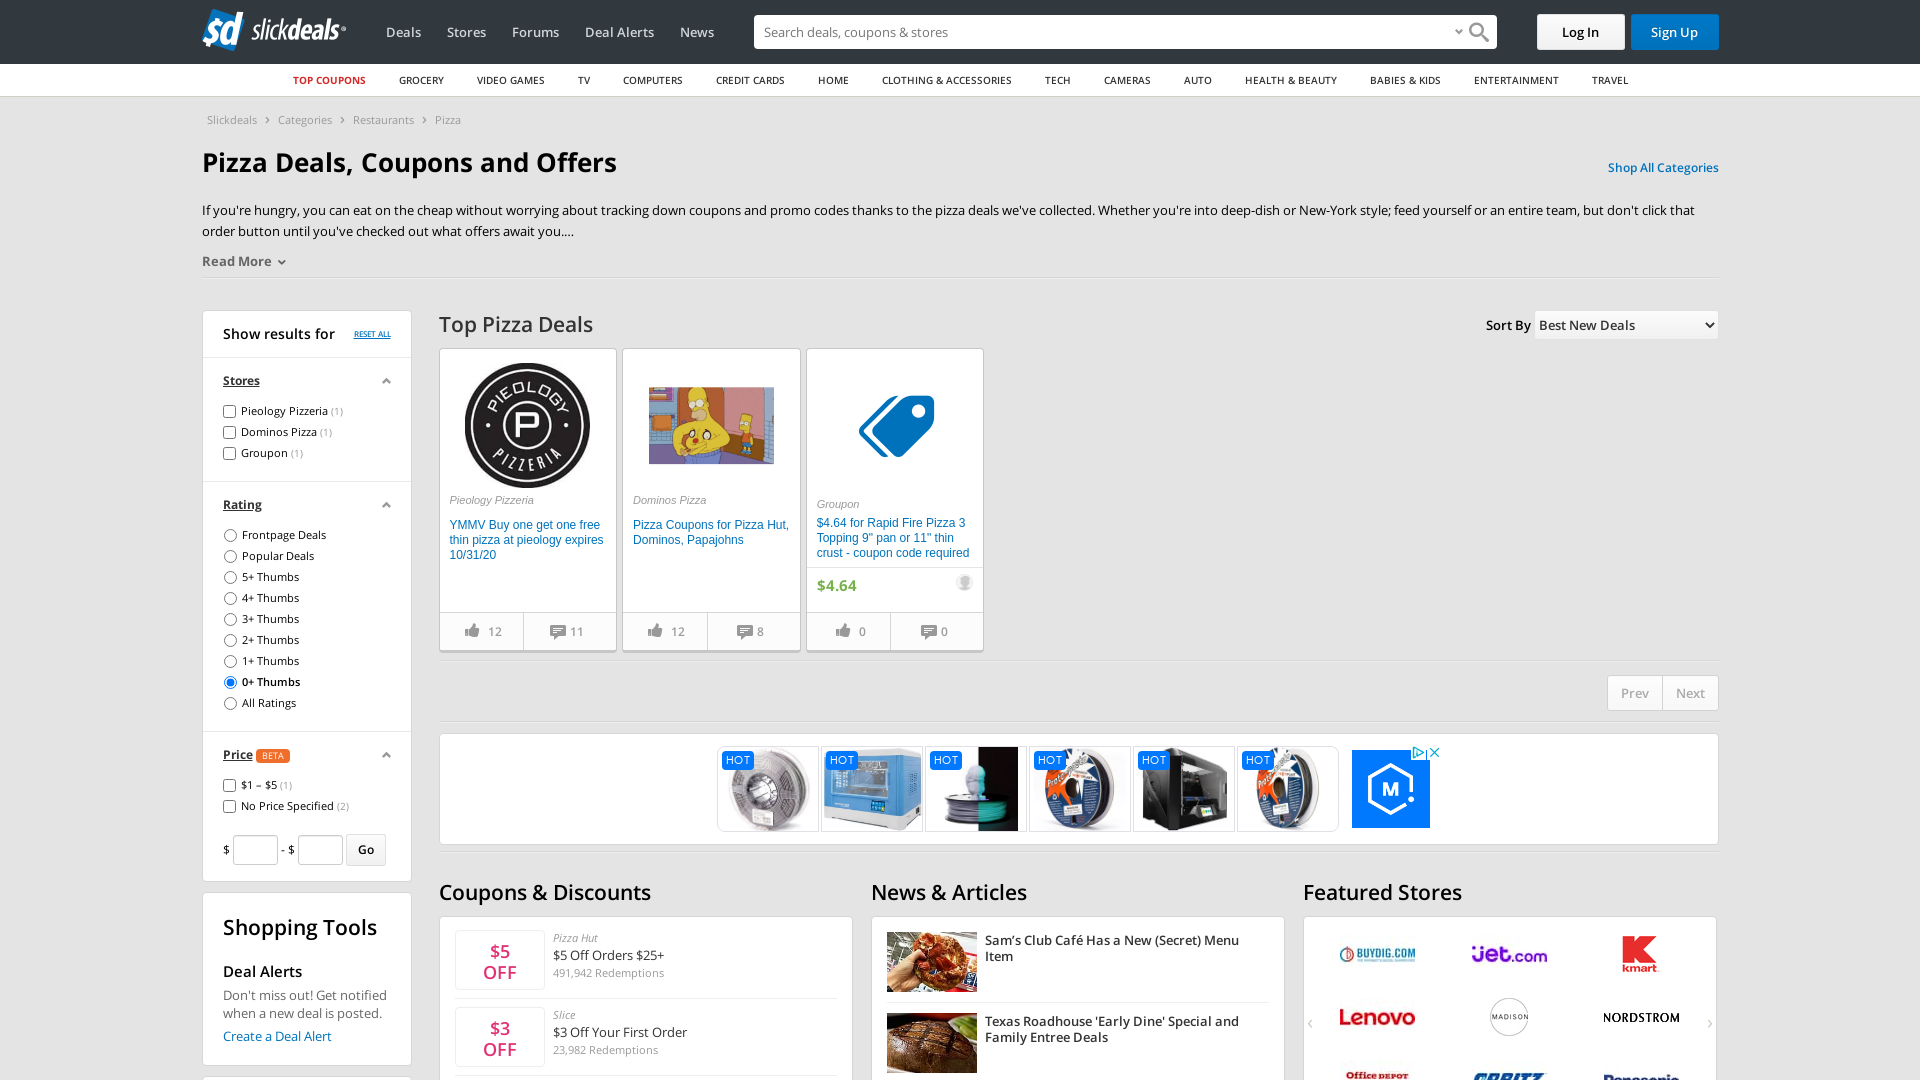 sd slickdeals
Deals
Stores
Forums
Deal Alerts
News
Search deals, coupons & stores
Log In
Sign Up
TOP COUPONS
GROCERY
VIDEO GAMES
TV
COMPUTERS
CREDIT CARDS
HOME
CLOTHING & ACCESSORIES
TECH
CAMERAS
AUTO
HEALTH & BEAUTY
BABIES & KIDS
ENTERTAINMENT
TRAVEL
Slickdeals > Categories > Restaurants > Pizza
Pizza Deals, Coupons and Offers
Shop All Categories
If you're hungry, you can eat on the cheap without worrying about tracking down coupons and promo codes thanks to the pizza deals we've collected. Whether you're into deep-dish or New-York style; feed yourself or an entire team, but don't click that
order button until you've checked out what offers await you....
Read More
Show results for
RESET ALL
Stores
Pieology Pizzeria (1)
Dominos Pizza (1)
Groupon (1)
Rating
Frontpage Deals
Popular Deals
5+ Thumbs
4+ Thumbs
3+ Thumbs
2+ Thumbs
1+ Thumbs
0+ Thumbs
All Ratings
Price BETA
$1 – $5 (1)
No Price Specified (2)
$ - $ Go
Shopping Tools
Deal Alerts
Don't miss out! Get notified
when a new deal is posted.
Create a Deal Alert
Top Pizza Deals
Sort By Best New Deals
PIEOLOGY
P
PIZZERIA
Pieology Pizzeria
YMMV Buy one get one free
thin pizza at pieology expires
10/31/20
12
11
Dominos Pizza
Pizza Coupons for Pizza Hut,
Dominos, Papajohns
12
8
Groupon
$4.64 for Rapid Fire Pizza 3
Topping 9" pan or 11" thin
crust - coupon code required
$4.64
0
0
Prev
Next
HOT
HOT
HOT
HOT
HOT
HOT
M
Coupons & Discounts
$5
OFF
Pizza Hut
$5 Off Orders $25+
491,942 Redemptions
$3
OFF
Slice
$3 Off Your First Order
23,982 Redemptions
News & Articles
Sam’s Club Café Has a New (Secret) Menu
Item
Texas Roadhouse 'Early Dine' Special and
Family Entree Deals
Featured Stores
BUYDIG.COM
Jet.com
kmart
Lenovo
MADISON
NORDSTROM
Office DEPOT
ORBITZ
Panasonic